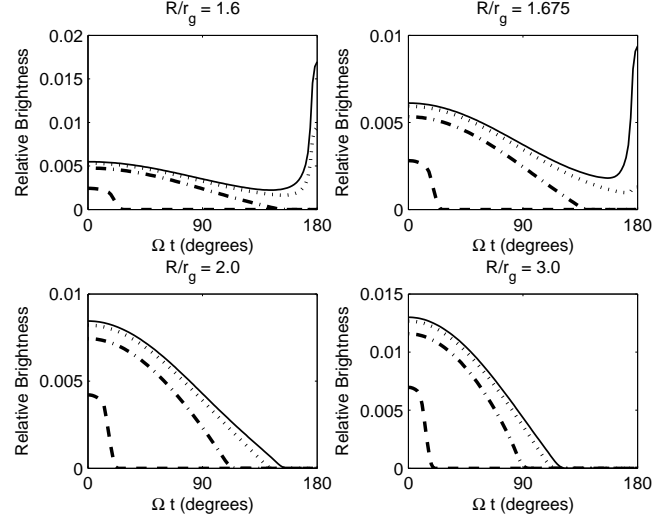 R/r_g = 1.6
Relative Brightness
0.02
0.015
0.01
0.005
0
0 90 180
Ω t (degrees)
R/r_g = 1.675
Relative Brightness
0.01
0.005
0
0 90 180
Ω t (degrees)
R/r_g = 2.0
Relative Brightness
0.01
0.005
0
0 90 180
Ω t (degrees)
R/r_g = 3.0
Relative Brightness
0.015
0.01
0.005
0
0 90 180
Ω t (degrees)